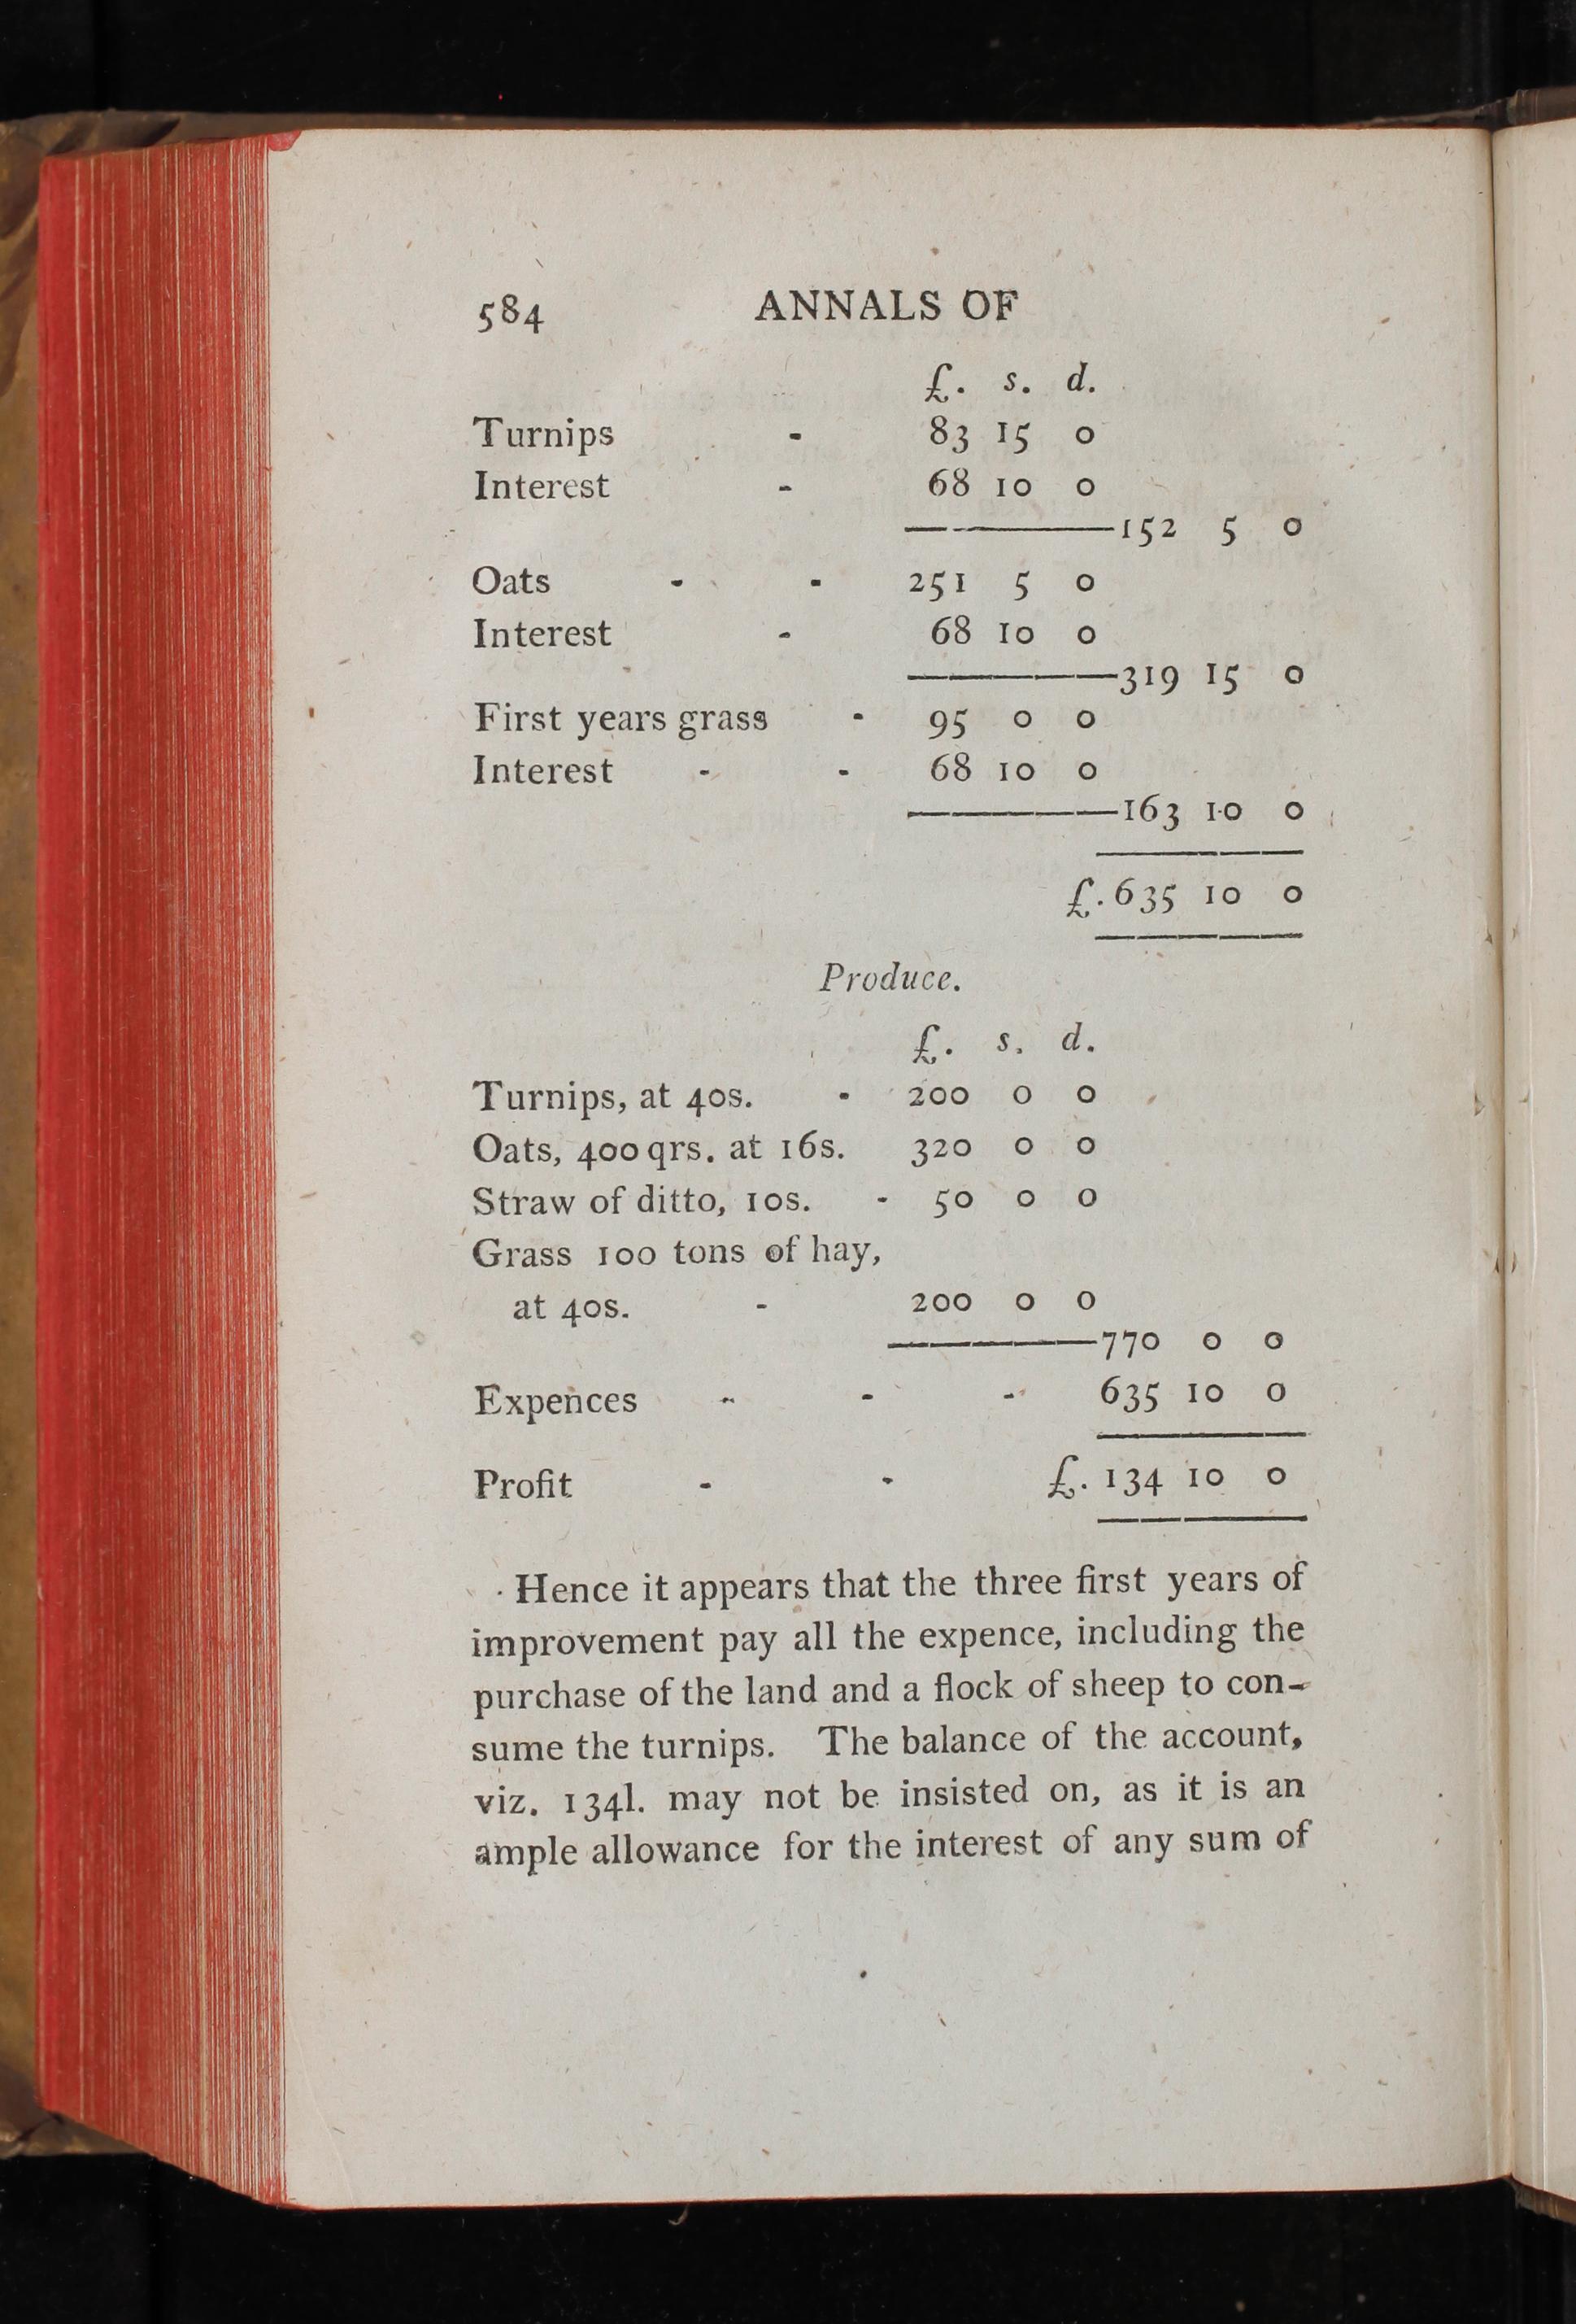 584 ANNALS OF
£. s. d.
Turnips - 83 15 0
Interest - 68 10 0
152 5 0
Oats - - 251 5 0
Interest - 68 10 0
319 15 0
First years grass - 95 0 0
Interest - - 68 10 0
163 10 0
£. 635 10 0
Produce.
£. s. d.
Turnips, at 40s. - 200 0 0
Oats, 400 qrs. at 16s. 320 0 0
Straw of ditto, 10s. - 50 0 0
Grass 100 tons of hay,
at 40s. - 200 0 0
770 0 0
Expences - - - 635 10 0
Profit - - £. 134 10 0
Hence it appears that the three first years of
improvement pay all the expence, including the
purchase of the land and a flock of sheep to con-
sume the turnips. The balance of the account,
viz. 134l. may not be insisted on, as it is an
ample allowance for the interest of any sum of